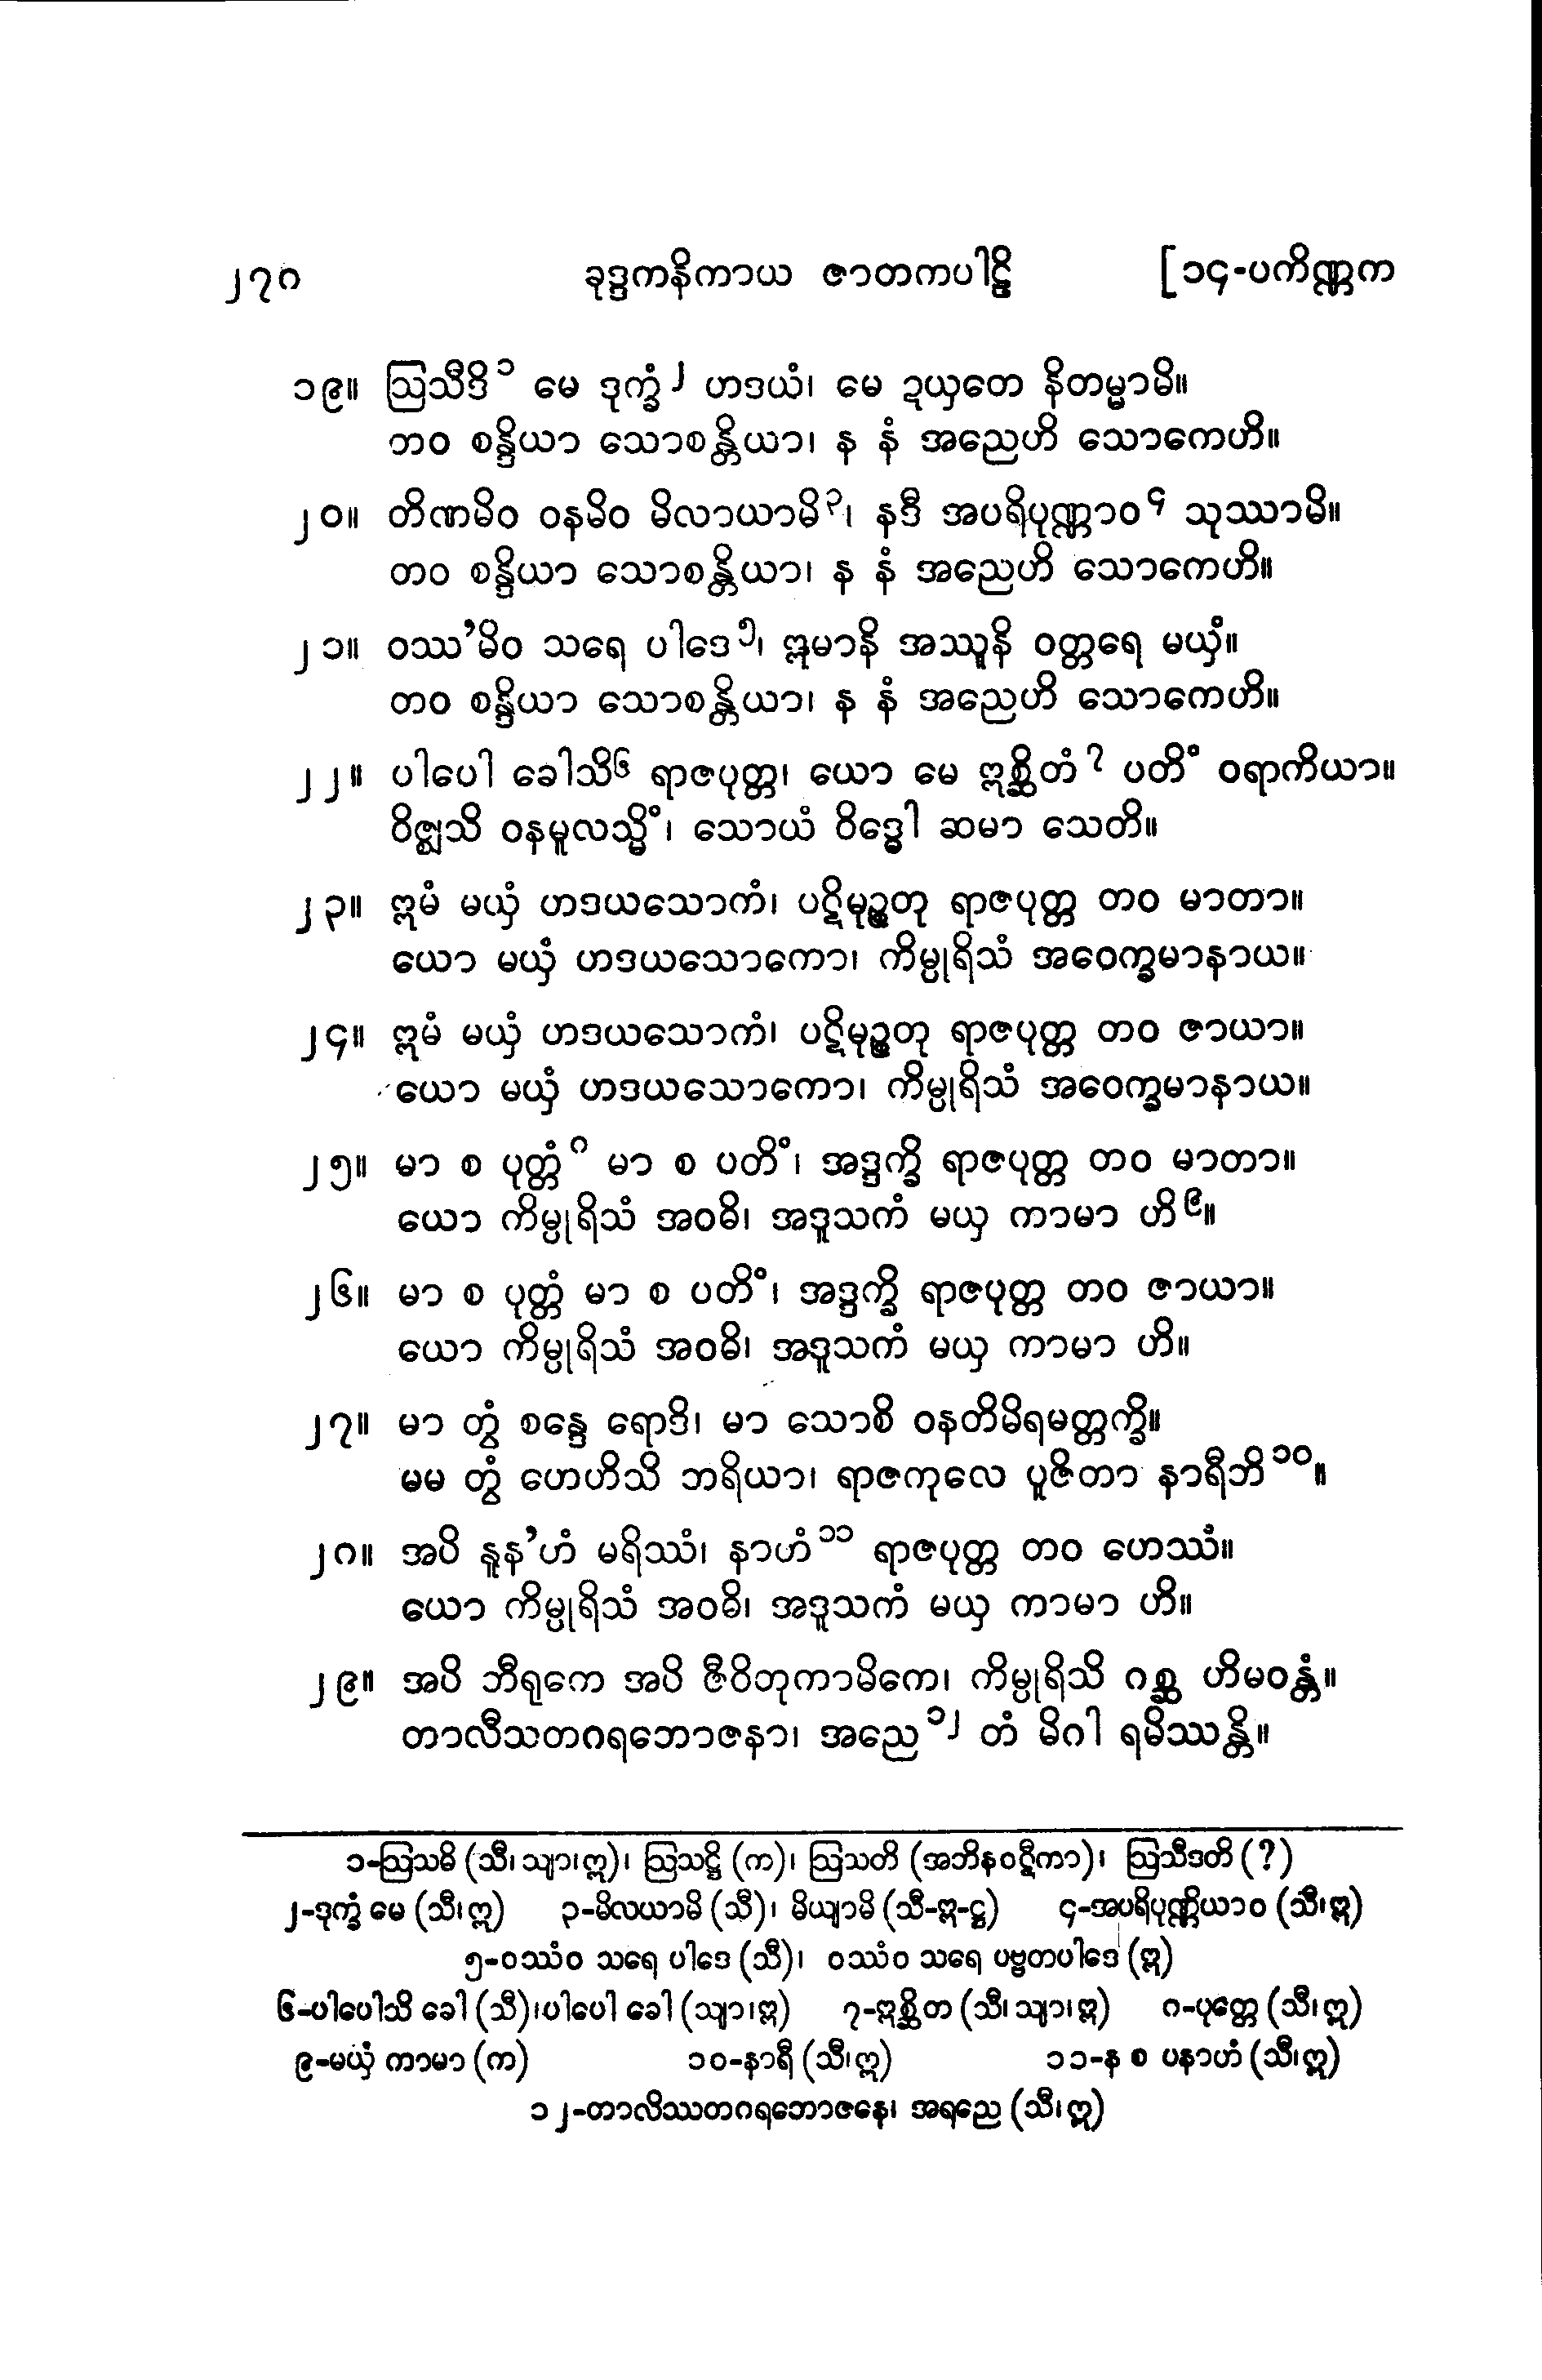 ၂၇၈ ခုဒ္ဒကနိကာယ ဇာတကပါဠိ [၁၄-ပကိဏ္ဏက
၁၉။ ဩသီဒိ ၁ မေ ဒုက္ခံ ၂ ဟဒယံ၊ မေ ဍယှတေ နိတမ္မာမိ။
တဝ စန္ဒိယာ သောစန္တိယာ၊ န နံ အညေဟိ သောကေဟိ။
၂၀။ တိဏမိဝ ဝနမိဝ မိလာယာမိ ၃၊ နဒီ အပရိပုဏ္ဏာဝ ၄ သုဿာမိ။
တဝ စန္ဒိယာ သောစန္တိယာ၊ န နံ အညေဟိ သောကေဟိ။
၂၁။ ဝဿ’မိဝ သရေ ပါဒေ ၅၊ ဣမာနိ အဿူနိ ဝတ္တရေ မယှံ။
တဝ စန္ဒိယာ သောစန္တိယာ၊ န နံ အညေဟိ သောကေဟိ။
၂၂။ ပါပေါ ခေါသိ ၆ ရာဇပုတ္တ၊ ယော မေ ဣစ္ဆိတံ ၇ ပတိံ ဝရာကိယာ။
ဝိဇ္ဈသိ ဝနမူလသ္မိံ၊ သောယံ ဝိဒ္ဓေါ ဆမာ သေတိ။
၂၃။ ဣမံ မယှံ ဟဒယသောကံ၊ ပဋိမုဉ္စတု ရာဇပုတ္တ တဝ မာတာ။
ယော မယှံ ဟဒယသောကော၊ ကိမ္ပုရိသံ အဝေက္ခမာနာယ။
၂၄။ ဣမံ မယှံ ဟဒယသောကံ၊ ပဋိမုဉ္စတု ရာဇပုတ္တ တဝ ဇာယာ။
ယော မယှံ ဟဒယသောကော၊ ကိမ္ပုရိသံ အဝေက္ခမာနာယ။
၂၅။ မာ စ ပုတ္တံ ၈ မာ စ ပတိံ၊ အဒ္ဒက္ခိ ရာဇပုတ္တ တဝ မာတာ။
ယော ကိမ္ပုရိသံ အဝဓိ၊ အဒူသကံ မယှ ကာမာ ဟိ ၉။
၂၆။ မာ စ ပုတ္တံ မာ စ ပတိံ၊ အဒ္ဒက္ခိ ရာဇပုတ္တ တဝ ဇာယာ။
ယော ကိမ္ပုရိသံ အဝဓိ၊ အဒူသကံ မယှ ကာမာ ဟိ။
၂၇။ မာ တွံ စန္ဒေ ရောဒိ၊ မာ သောစိ ဝနတိမိရမတ္တက္ခိ။
မမ တွံ ဟေဟိသိ ဘရိယာ၊ ရာဇကုလေ ပူဇိတာ နာရီဘိ ၁၀။
၂၈။ အပိ နူန’ဟံ မရိဿံ၊ နာဟံ ၁၁ ရာဇပုတ္တ တဝ ဟေဿံ။
ယော ကိမ္ပုရိသံ အဝဓိ၊ အဒူသကံ မယှ ကာမာ ဟိ။
၂၉။ အပိ ဘီရုကေ အပိ ဇီဝိတုကာမိကေ၊ ကိမ္ပုရိသိ ဂစ္ဆ ဟိမဝန္တံ။
တာလီသတဂရဘောဇနာ၊ အညေ ၁၂ တံ မိဂါ ရမိဿန္တိ။
၁-ဩသဓိ (သီ၊ သျာ၊ ဣ)၊ ဩသဋ္ဌိ (က)၊ ဩသတိ (အဘိနဝဋီကာ)၊ ဩသီဒတိ (?)
၂-ဒုက္ခံ မေ (သီ၊ ဣ) ၃-မိလယာမိ (သီ)၊ မိယျာမိ (သီ-ဣ-ဋ္ဌ) ၄-အပရိပုဏ္ဏိယာဝ (သီ၊ ဣ)
၅-ဝဿံဝ သရေ ပါဒေ (သီ)၊ ဝဿံဝ သရေ ပဗ္ဗတပါဒေ (ဣ)
၆-ပါပေါသိ ခေါ (သီ)၊ ပါပေါ ခေါ (သျာ၊ ဣ) ၇-ဣစ္ဆိတ (သီ၊ သျာ၊ ဣ) ၈-ပုတ္တေ (သီ၊ ဣ)
၉-မယှံ ကာမာ (က) ၁၀-နာရီ (သီ၊ ဣ) ၁၁-န စ ပနာဟံ (သီ၊ ဣ)
၁၂-တာလိဿတဂရဘောဇနေ၊ အရညေ (သီ၊ ဣ)